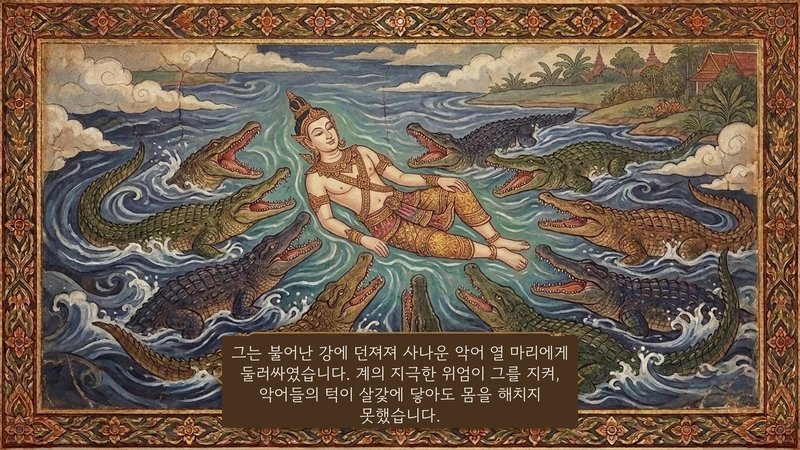 그는 불어난 강에 던져져 사나운 악어 열 마리에게
둘러싸였습니다. 계의 지극한 위엄이 그를 지켜,
악어들의 턱이 살갗에 닿아도 몸을 해치지
못했습니다.